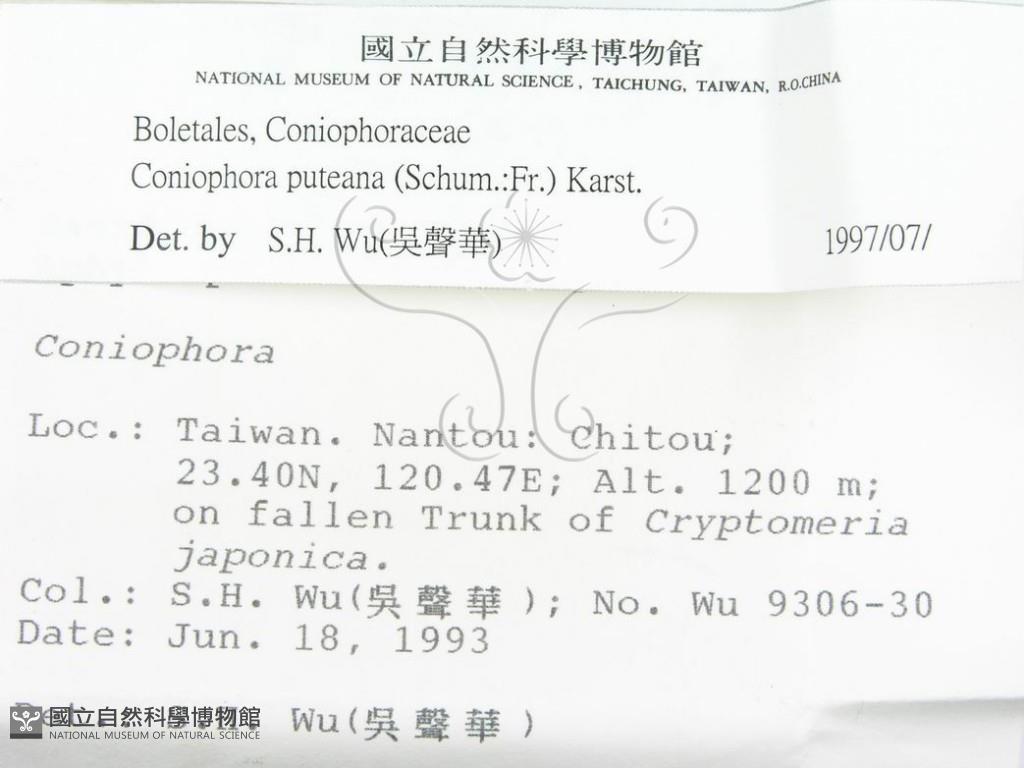 國立自然科學博物館
NATIONAL MUSEUM OF NATURAL SCIENCE, TAICHUNG, TAIWAN, R.O.CHINA
Boletales, Coniophoraceae
Coniophora puteana (Schum.:Fr.) Karst.
Det. by S.H. Wu(吳聲華) 1997/07/
Coniophora
Loc.: Taiwan. Nantou: Chitou;
23.40N, 120.47E; Alt. 1200 m;
on fallen Trunk of Cryptomeria
japonica.
Col.: S.H. Wu(吳聲華); No. Wu 9306-30
Date: Jun. 18, 1993
Wu(吳聲華)
國立自然科學博物館
NATIONAL MUSEUM OF NATURAL SCIENCE